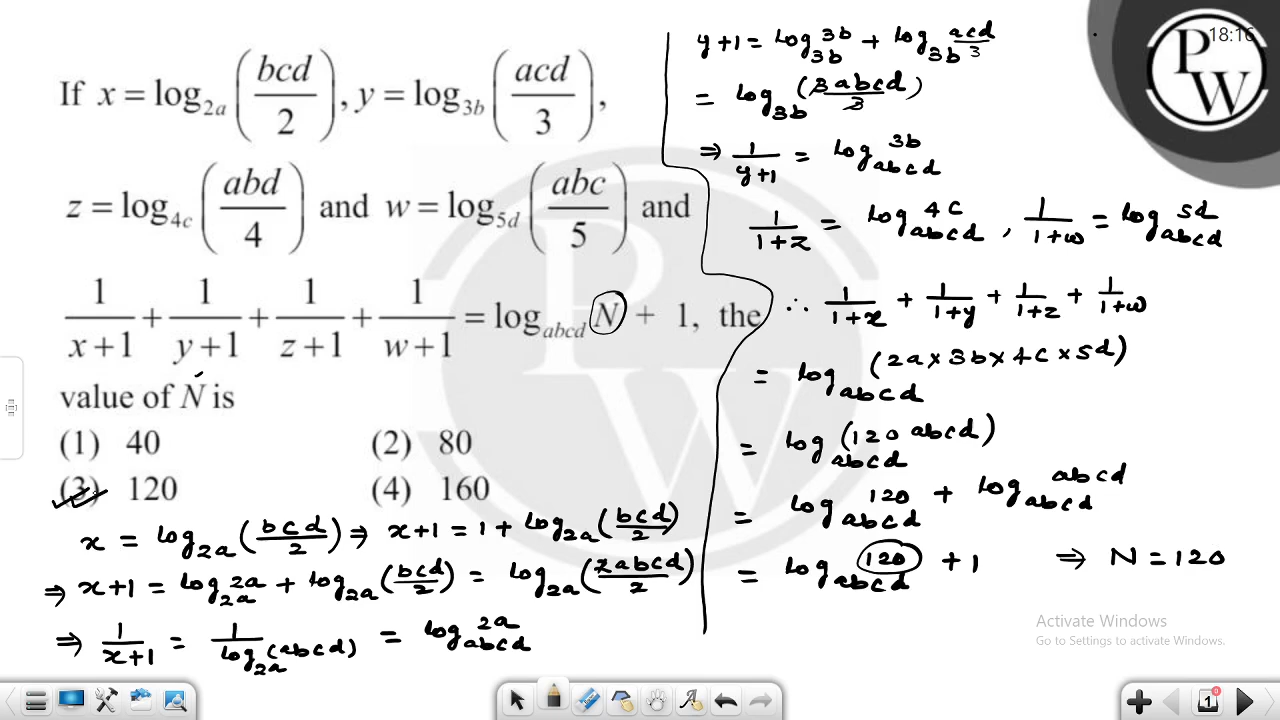 If x = log_{2a} (bcd/2), y = log_{3b} (acd/3),
z = log_{4c} (abd/4) and w = log_{5d} (abc/5) and
1/(x+1) + 1/(y+1) + 1/(z+1) + 1/(w+1) = log_{abcd} N + 1, the
value of N is
(1) 40 (2) 80
(3) 120 (4) 160
x = log_{2a} (bcd/2) ⇒ x+1 = 1 + log_{2a} (bcd/2)
⇒ x+1 = log_{2a} 2a + log_{2a} (bcd/2) = log_{2a} (2abcd/2)
⇒ 1/(x+1) = 1/log_{2a} (abcd) = log_{abcd} 2a
y+1 = log_{3b} 3b + log_{3b} acd/3
= log_{3b} (3abcd/3)
⇒ 1/(y+1) = log_{abcd} 3b
1/(1+z) = log_{abcd} 4c, 1/(1+w) = log_{abcd} 5d
∴ 1/(1+x) + 1/(1+y) + 1/(1+z) + 1/(1+w)
= log_{abcd} (2a×3b×4c×5d)
= log_{abcd} (120 abcd)
= log_{abcd} 120 + log_{abcd} abcd
= log_{abcd} 120 + 1 ⇒ N = 120
18:16
P
W
PW
Activate Windows
Go to Settings to activate Windows.
1
0